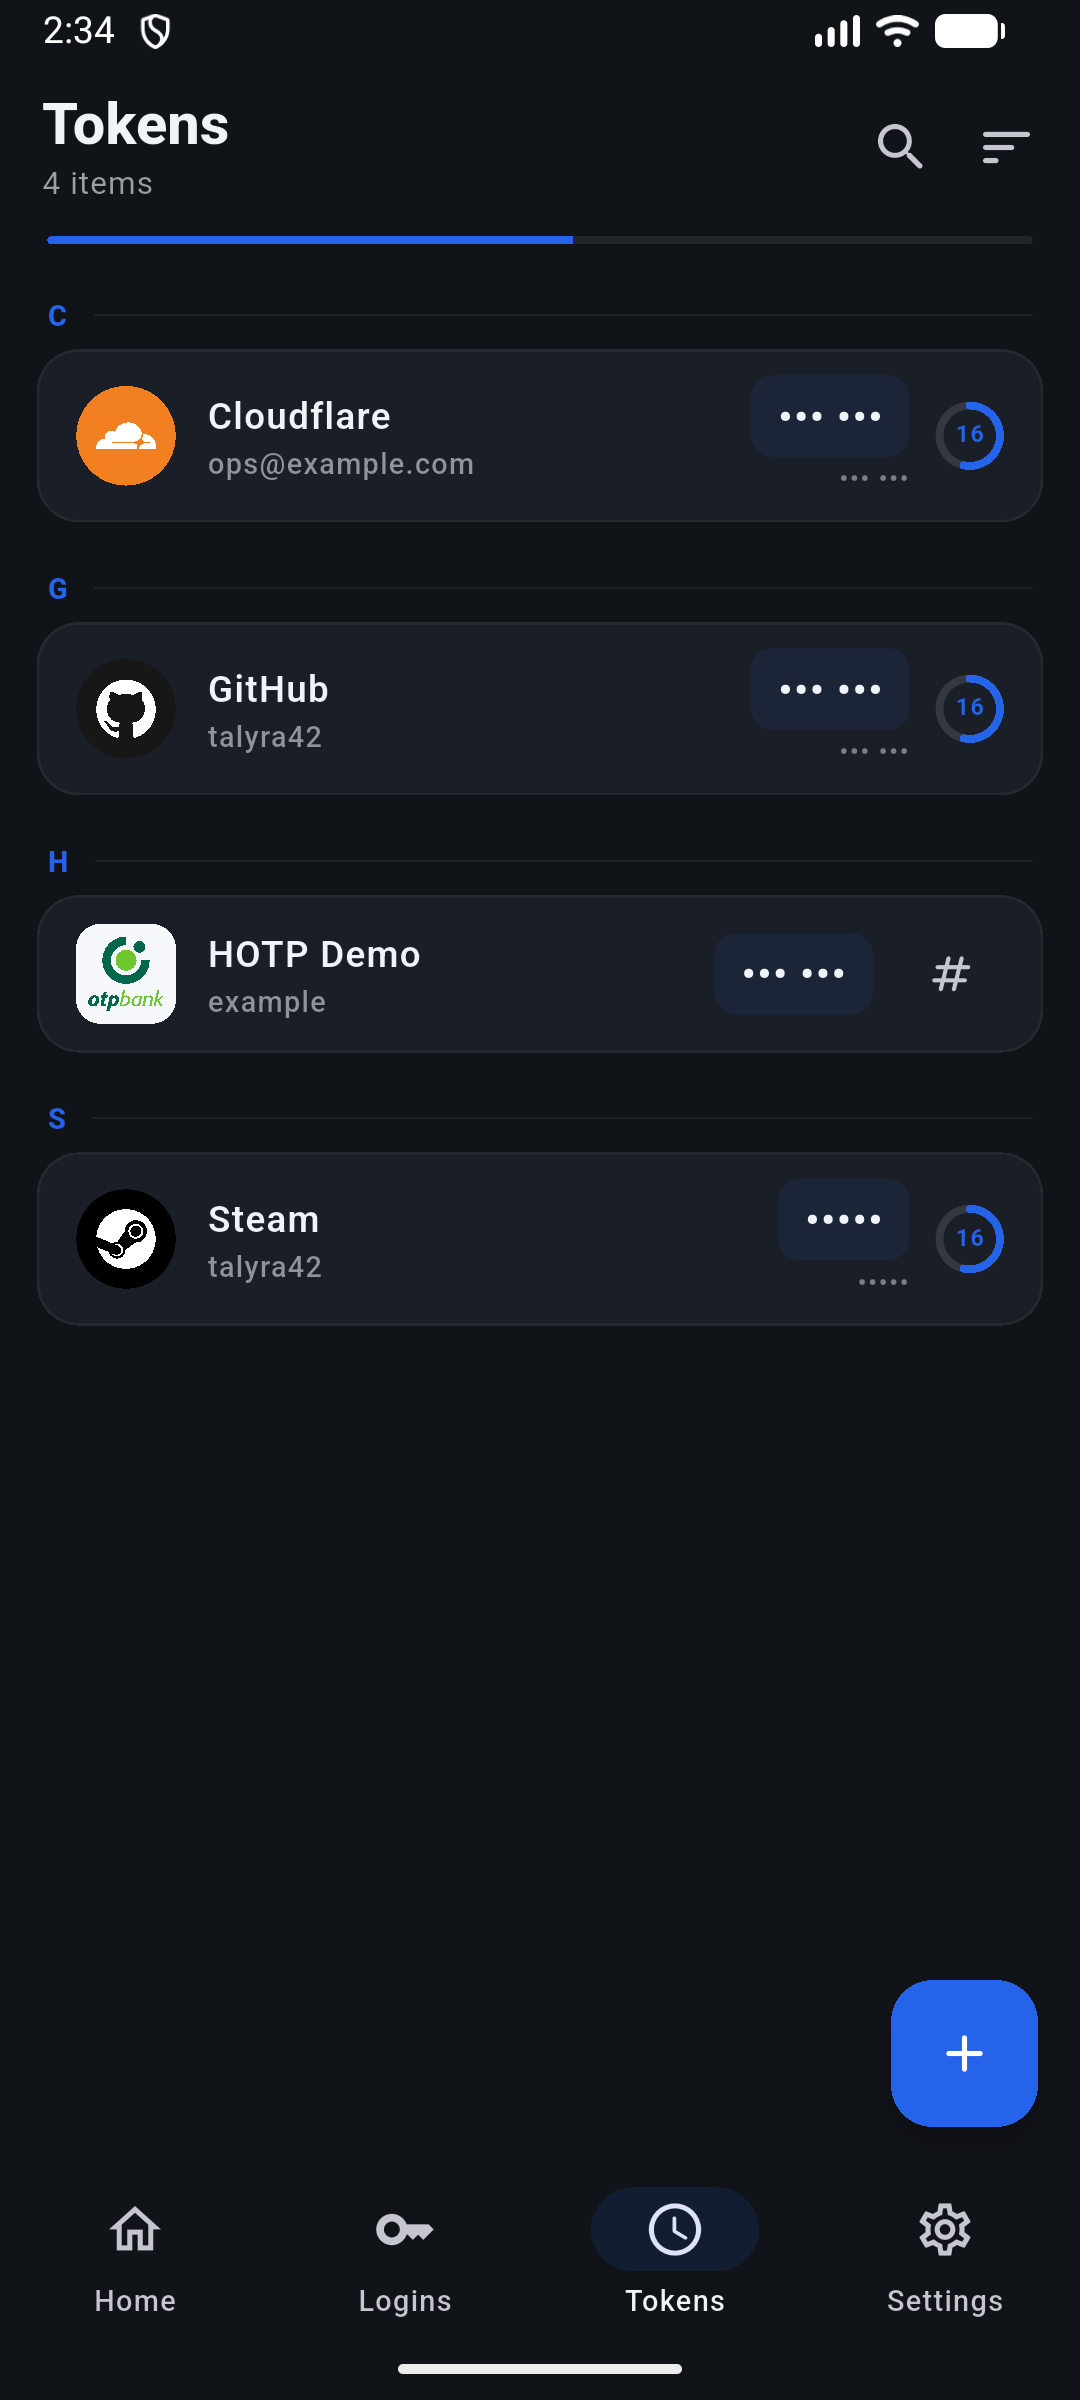 2:34
Tokens
4 items
C
Cloudflare
ops@example.com
••• •••
••• •••
16
G
GitHub
talyra42
••• •••
••• •••
16
H
otpbank
HOTP Demo
example
••• •••
#
S
Steam
talyra42
•••••
•••••
16
Home
Logins
Tokens
Settings